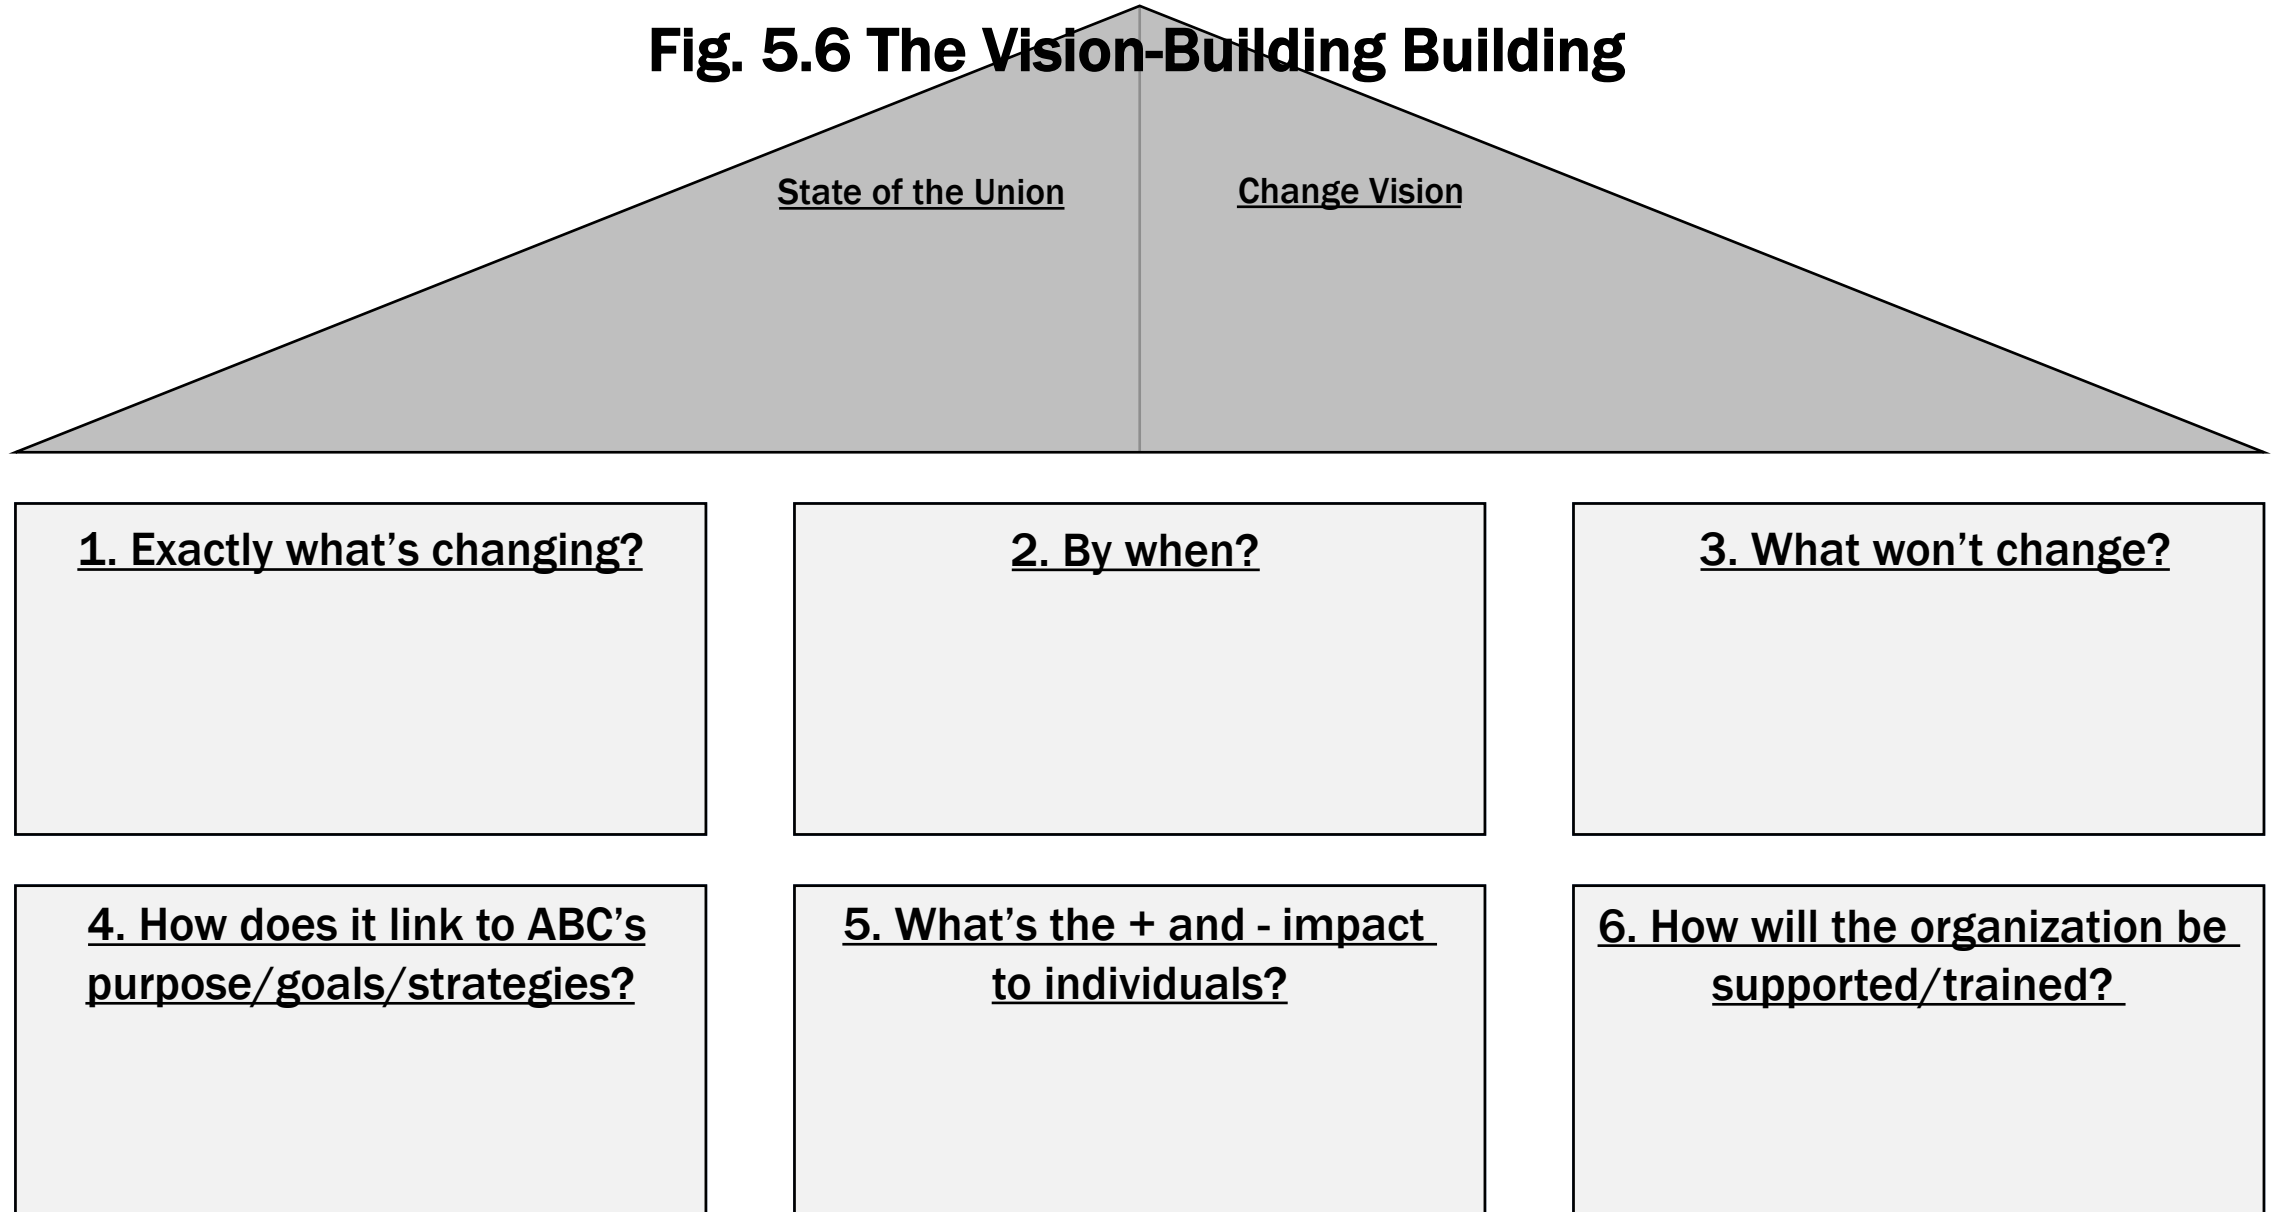 Fig. 5.6 The Vision-Building Building
State of the Union
Change Vision
1. Exactly what’s changing?
2. By when?
3. What won’t change?
4. How does it link to ABC’s
purpose/goals/strategies?
5. What’s the + and - impact
to individuals?
6. How will the organization be
supported/trained?